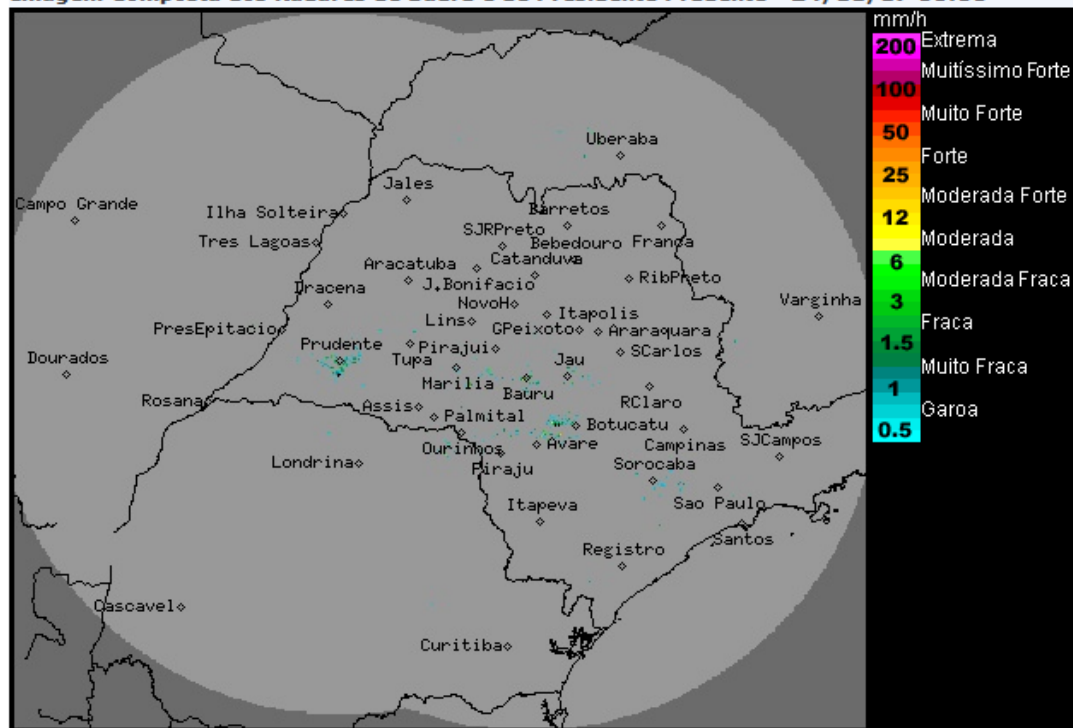 mm/h
200 Extrema
Muitíssimo Forte
100
Muito Forte
50
Forte
25
Moderada Forte
12
Moderada
6
Moderada Fraca
3
Fraca
1.5
Muito Fraca
1
Garoa
0.5
Uberaba
Jales
Campo Grande
Ilha Solteira
Barretos
SJRPreto
Tres Lagoas
Bebedouro
Franca
Catanduva
Aracatuba
J.Bonifacio
RibPreto
Dracena
NovoH
Varginha
Itapolis
Lins
PresEpitacio
GPeixoto
Araraquara
Prudente
Pirajui
SCarlos
Dourados
Tupa
Jau
Marilia
Bauru
Rosana
Assis
RClaro
Palmital
Botucatu
Campinas
SJCampos
Ourinhos
Avare
Londrina
Piraju
Sorocaba
Itapeva
Sao Paulo
Santos
Registro
Cascavel
Curitiba